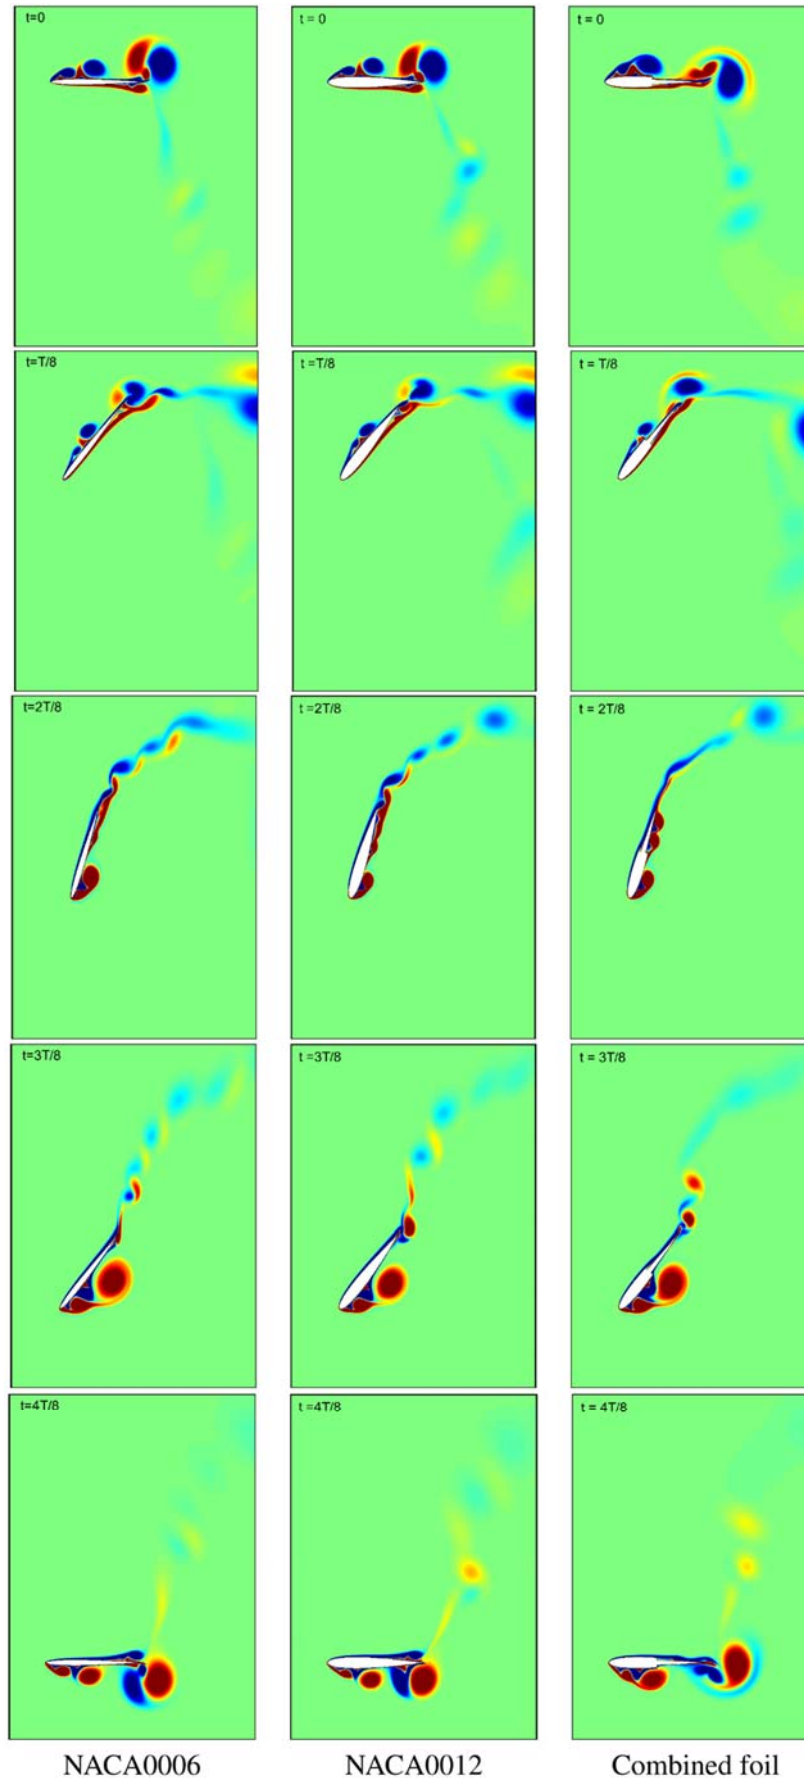 t=0
t = 0
t = 0
t=T/8
t =T/8
t = T/8
t=2T/8
t =2T/8
t = 2T/8
t=3T/8
t =3T/8
t = 3T/8
t=4T/8
t =4T/8
t = 4T/8
NACA0006
NACA0012
Combined foil